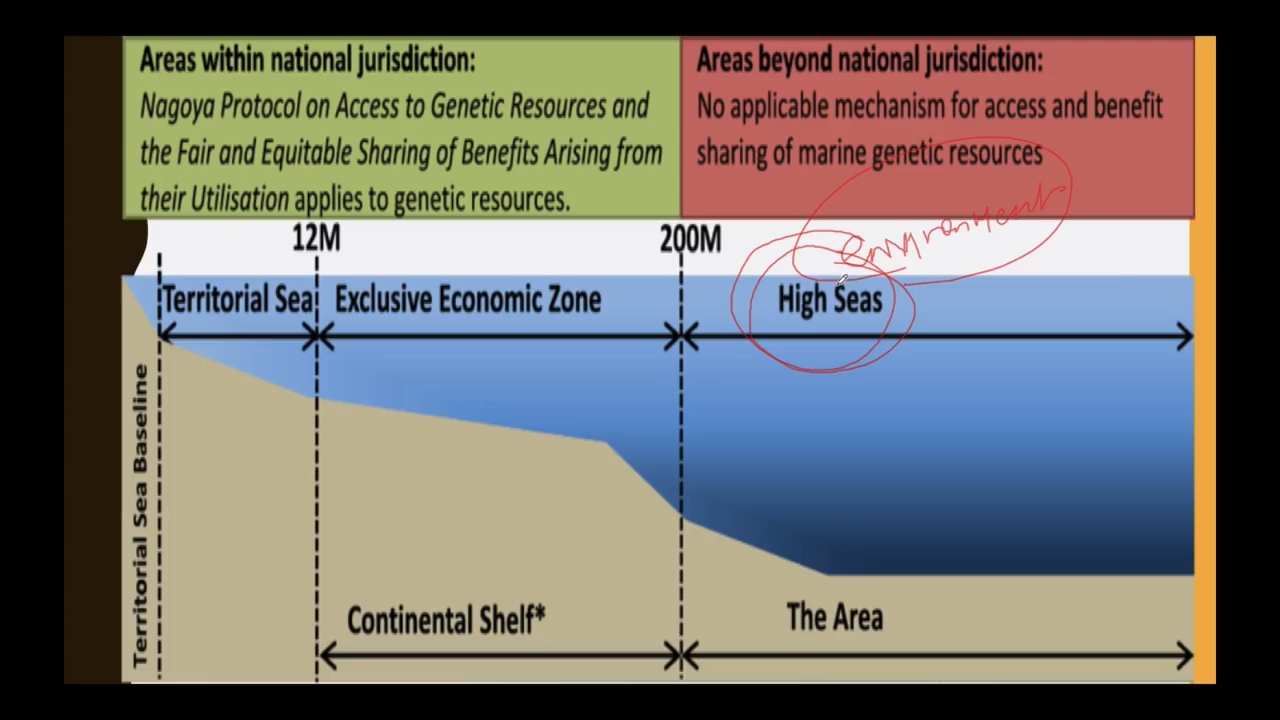 Areas within national jurisdiction:
Nagoya Protocol on Access to Genetic Resources and
the Fair and Equitable Sharing of Benefits Arising from
their Utilisation applies to genetic resources.
Areas beyond national jurisdiction:
No applicable mechanism for access and benefit
sharing of marine genetic resources
environment
12M
200M
Territorial Sea
Exclusive Economic Zone
High Seas
Territorial Sea Baseline
Continental Shelf*
The Area